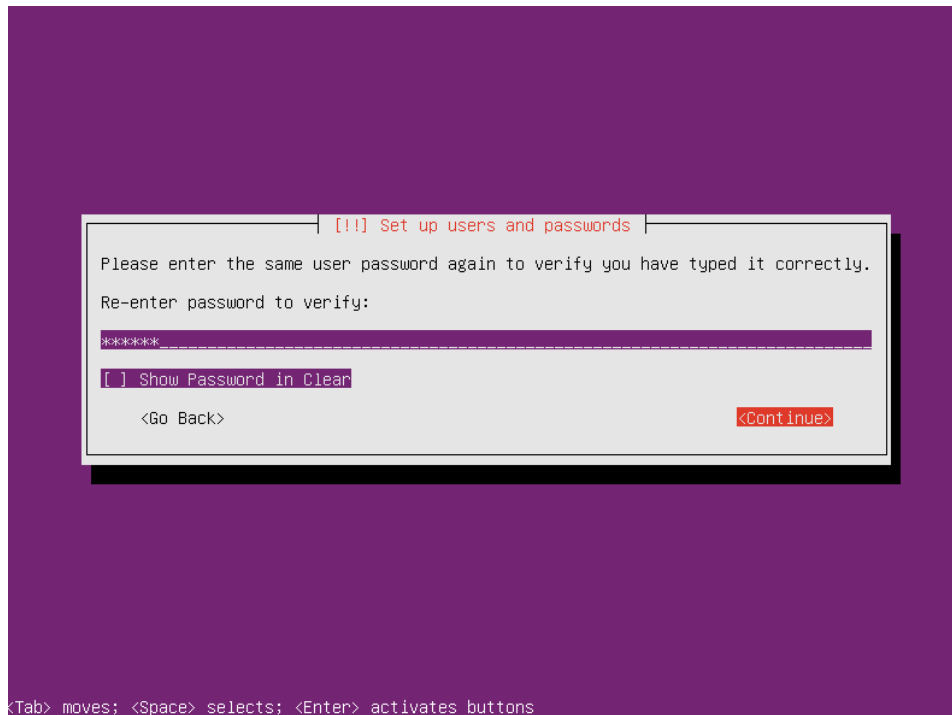 [!!] Set up users and passwords
Please enter the same user password again to verify you have typed it correctly.
Re-enter password to verify:
******
[ ] Show Password in Clear
<Go Back> <Continue>
<Tab> moves; <Space> selects; <Enter> activates buttons